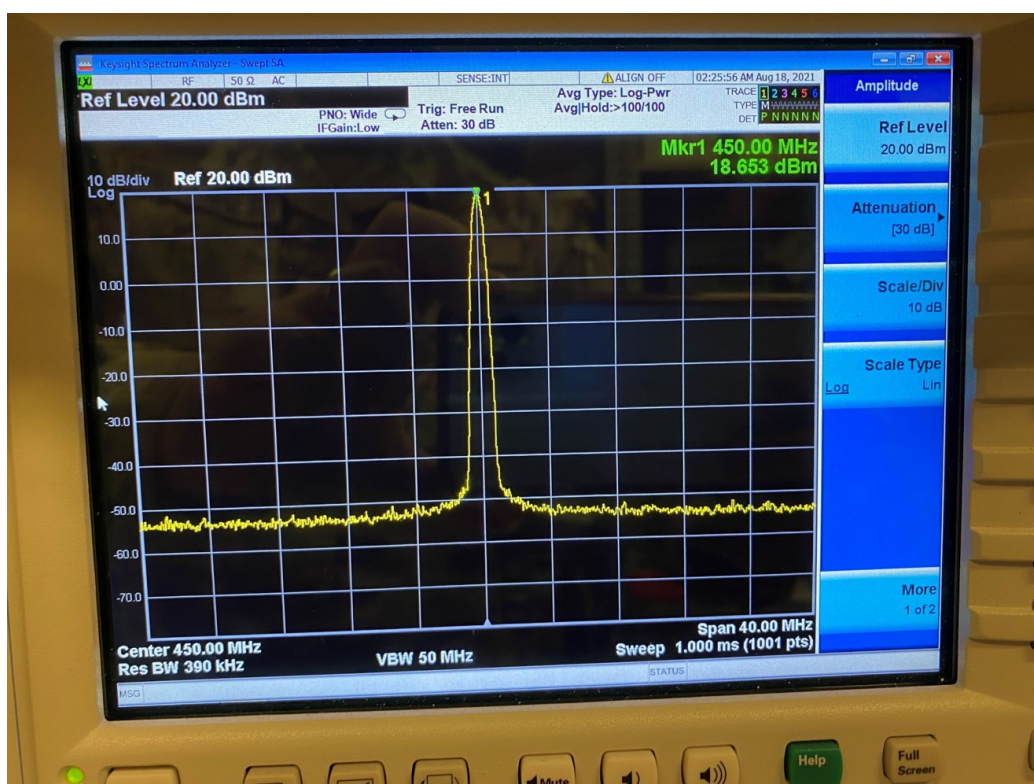 Keysight Spectrum Analyzer - Swept SA
LXI
RF
50 Ω
AC
SENSE:INT
ALIGN OFF
02:25:56 AM Aug 18, 2021
Ref Level 20.00 dBm
PNO: Wide
IFGain:Low
Trig: Free Run
Atten: 30 dB
Avg Type: Log-Pwr
Avg|Hold:>100/100
TRACE 1 2 3 4 5 6
TYPE M
DET P N N N N N
Mkr1 450.00 MHz
18.653 dBm
10 dB/div
Log
Ref 20.00 dBm
1
10.0
0.00
-10.0
-20.0
-30.0
-40.0
-50.0
-60.0
-70.0
Center 450.00 MHz
Res BW 390 kHz
VBW 50 MHz
Span 40.00 MHz
Sweep 1.000 ms (1001 pts)
MSG
STATUS
Amplitude
Ref Level
20.00 dBm
Attenuation
[30 dB]
Scale/Div
10 dB
Scale Type
Log Lin
More
1 of 2
Mute
Help
Full
Screen